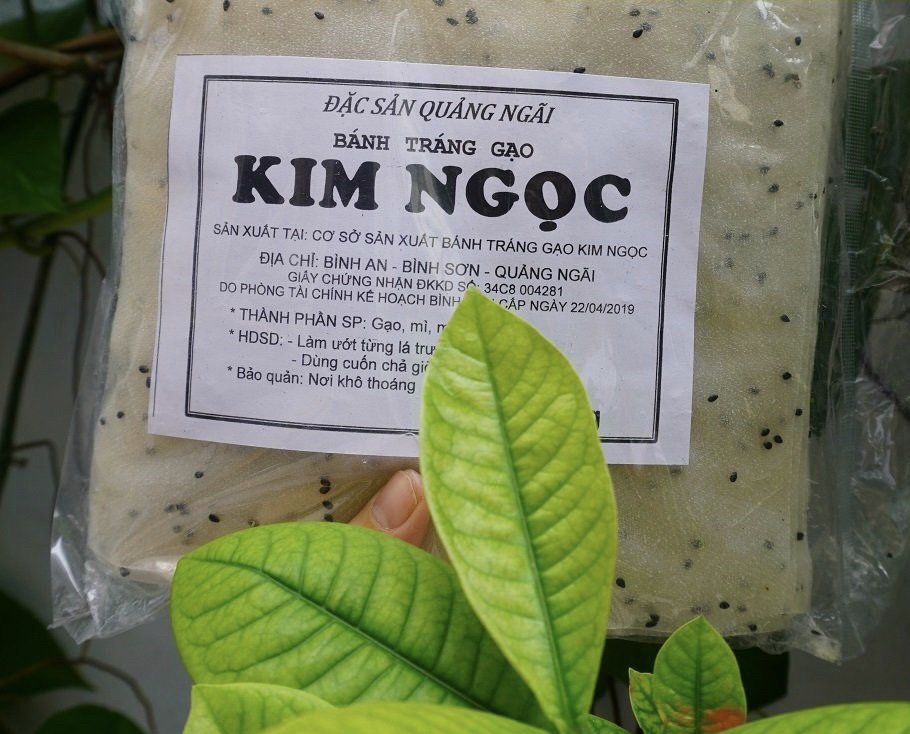 ĐẶC SẢN QUẢNG NGÃI
BÁNH TRÁNG GẠO
KIM NGỌC
SẢN XUẤT TẠI: CƠ SỞ SẢN XUẤT BÁNH TRÁNG GẠO KIM NGỌC
ĐỊA CHỈ: BÌNH AN - BÌNH SƠN - QUẢNG NGÃI
GIẤY CHỨNG NHẬN ĐKKD SỐ: 34C8 004281
DO PHÒNG TÀI CHÍNH KẾ HOẠCH BÌNH CẤP NGÀY 22/04/2019
* THÀNH PHẦN SP: Gạo, mì,
* HDSD: - Làm ướt từng lá
- Dùng cuốn chả
* Bảo quản: Nơi khô thoáng